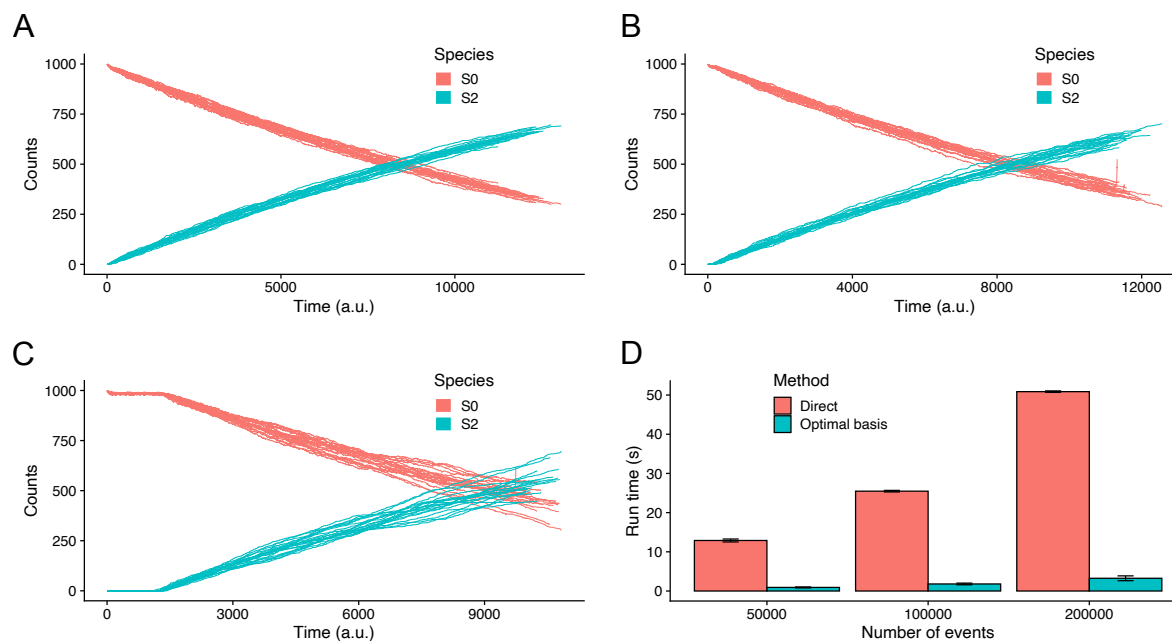 A
Species
S0
S2
1000
750
500
250
0
Counts
0
5000
10000
Time (a.u.)
B
Species
S0
S2
1000
750
500
250
0
Counts
0
4000
8000
12000
Time (a.u.)
C
Species
S0
S2
1000
750
500
250
0
Counts
0
3000
6000
9000
Time (a.u.)
D
Method
Direct
Optimal basis
50
40
30
20
10
0
Run time (s)
50000
100000
200000
Number of events